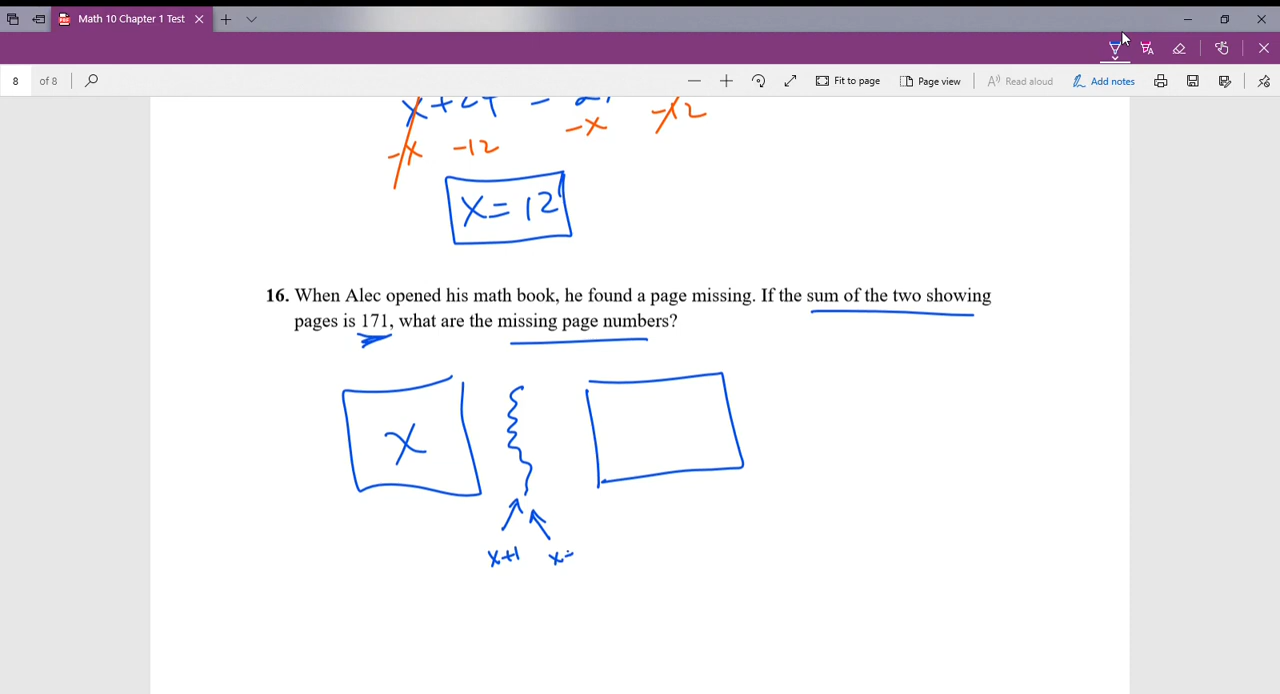 Math 10 Chapter 1 Test
8 of 8
Fit to page
Page view
Read aloud
Add notes
-x -12
-x -12
x = 12
16. When Alec opened his math book, he found a page missing. If the sum of the two showing
pages is 171, what are the missing page numbers?
x
x+1